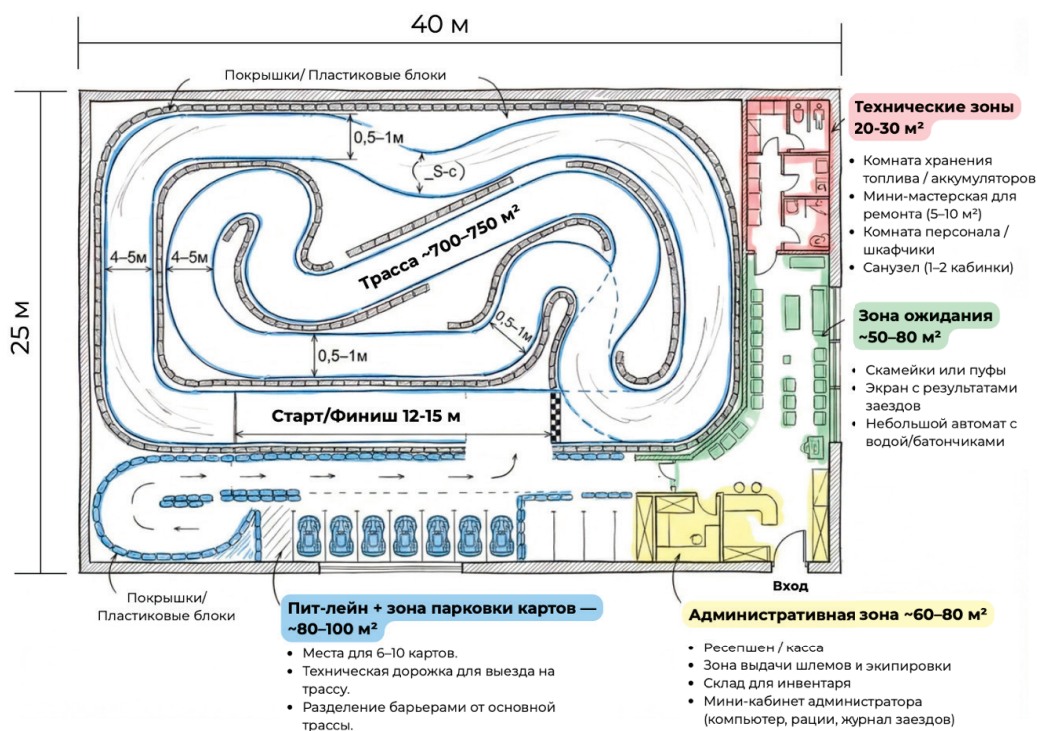 40 м
25 м
Покрышки/ Пластиковые блоки
0,5–1м
(_S-c)
4–5м
4–5м
Трасса ~700–750 м²
0,5–1м
0,5–1м
Старт/Финиш 12-15 м
Технические зоны
20-30 м²
• Комната хранения
топлива / аккумуляторов
• Мини-мастерская для
ремонта (5–10 м²)
• Комната персонала /
шкафчики
• Санузел (1–2 кабинки)
Зона ожидания
~50–80 м²
• Скамейки или пуфы
• Экран с результатами
заездов
• Небольшой автомат с
водой/батончиками
Вход
Покрышки/
Пластиковые блоки
Пит-лейн + зона парковки картов —
~80–100 м²
• Места для 6–10 картов.
• Техническая дорожка для выезда на
трассу.
• Разделение барьерами от основной
трассы.
Административная зона ~60–80 м²
• Ресепшен / касса
• Зона выдачи шлемов и экипировки
• Склад для инвентаря
• Мини-кабинет администратора
(компьютер, рации, журнал заездов)